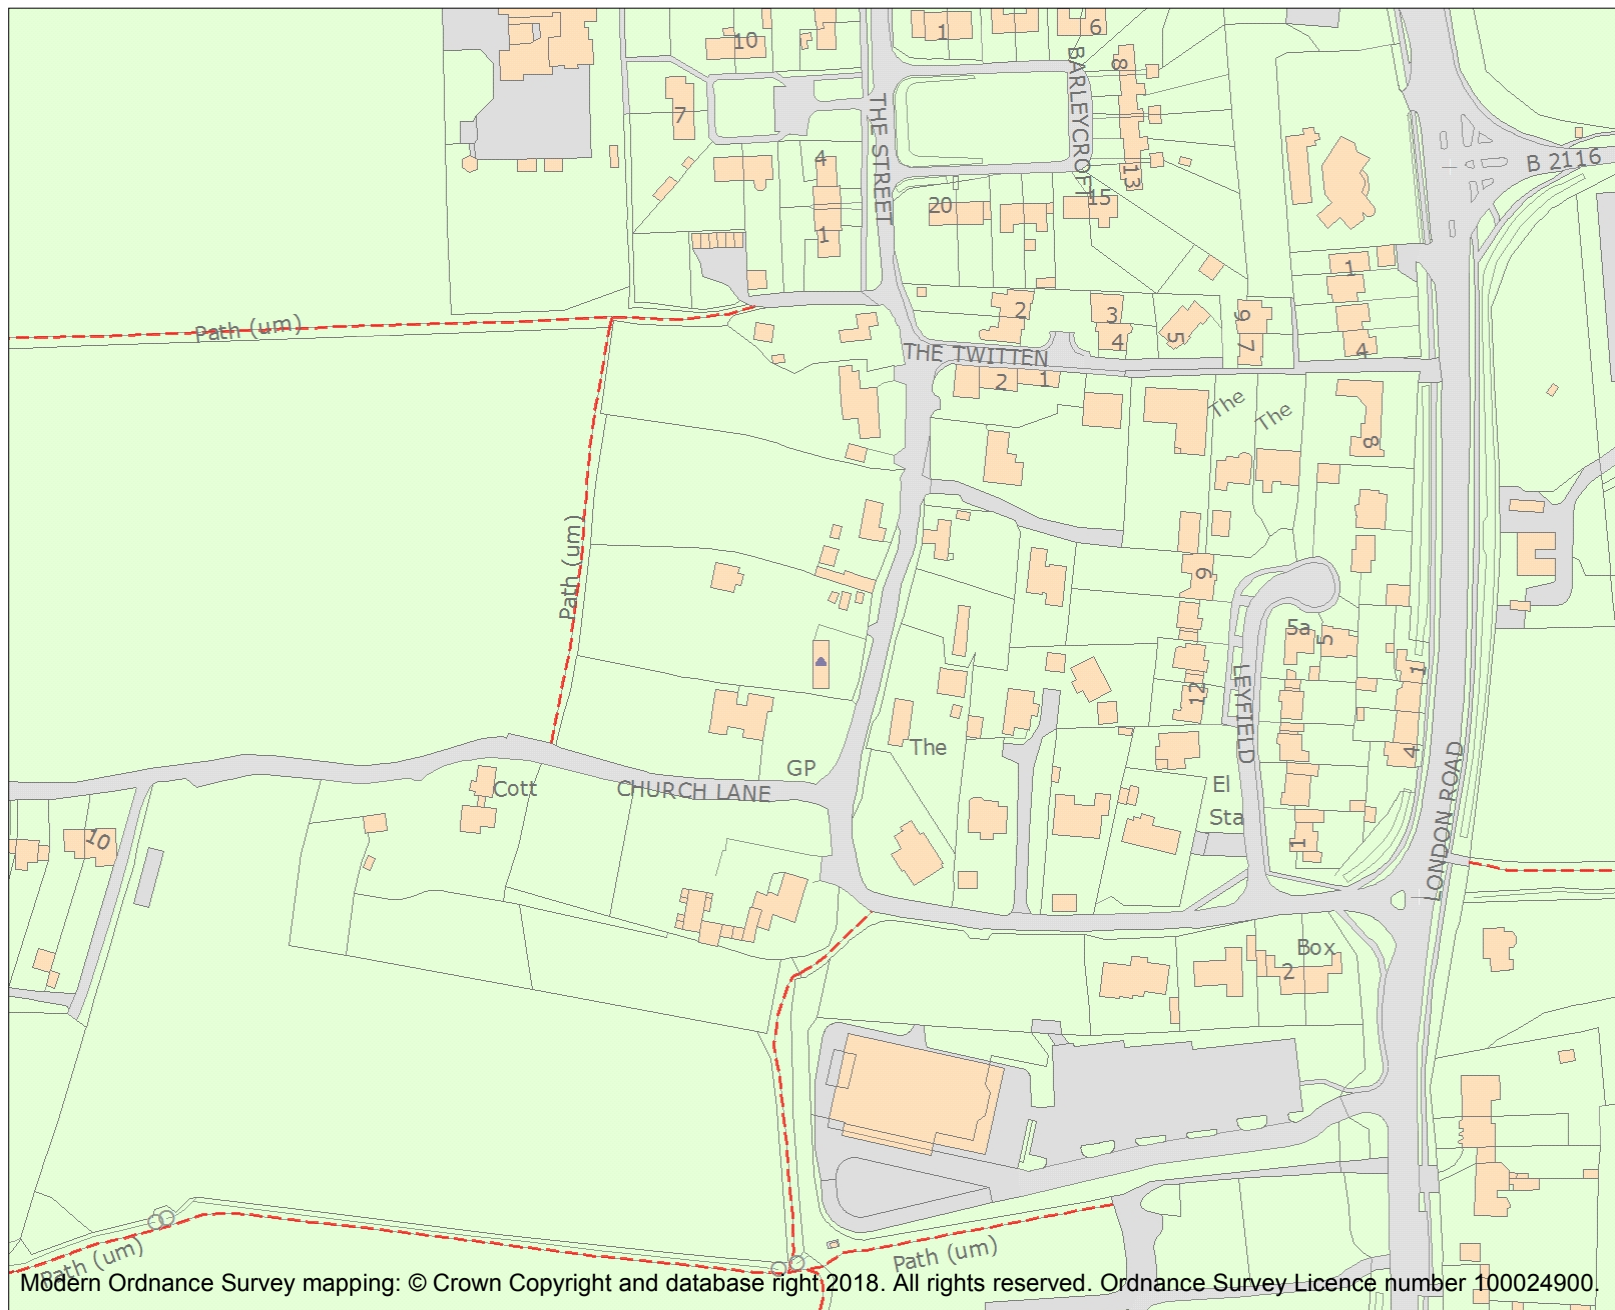 10
1
6
BARLEYCROFT
8
7
THE STREET
4
B 2116
13
15
20
1
1
2
3
9
Path (um)
4
5
7
4
THE TWITTEN
2
1
The
The
8
Path (um)
6
5a
5
1
12
LEYFIELD
The
4
GP
LONDON ROAD
Cott
CHURCH LANE
El
Sta
10
1
Box
2
Path (um)
Path (um)
Modern Ordnance Survey mapping: © Crown Copyright and database right 2018. All rights reserved. Ordnance Survey Licence number 100024900.